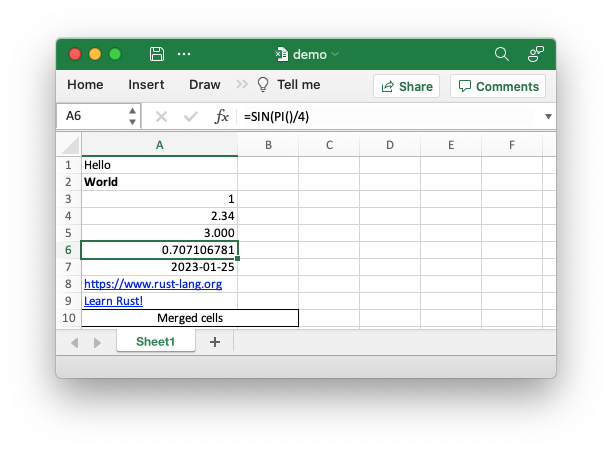 demo
Home Insert Draw Tell me Share Comments
A6 fx =SIN(PI()/4)
A B C D E F
1 Hello
2 World
3 1
4 2.34
5 3.000
6 0.707106781
7 2023-01-25
8 https://www.rust-lang.org
9 Learn Rust!
10 Merged cells
Sheet1 +